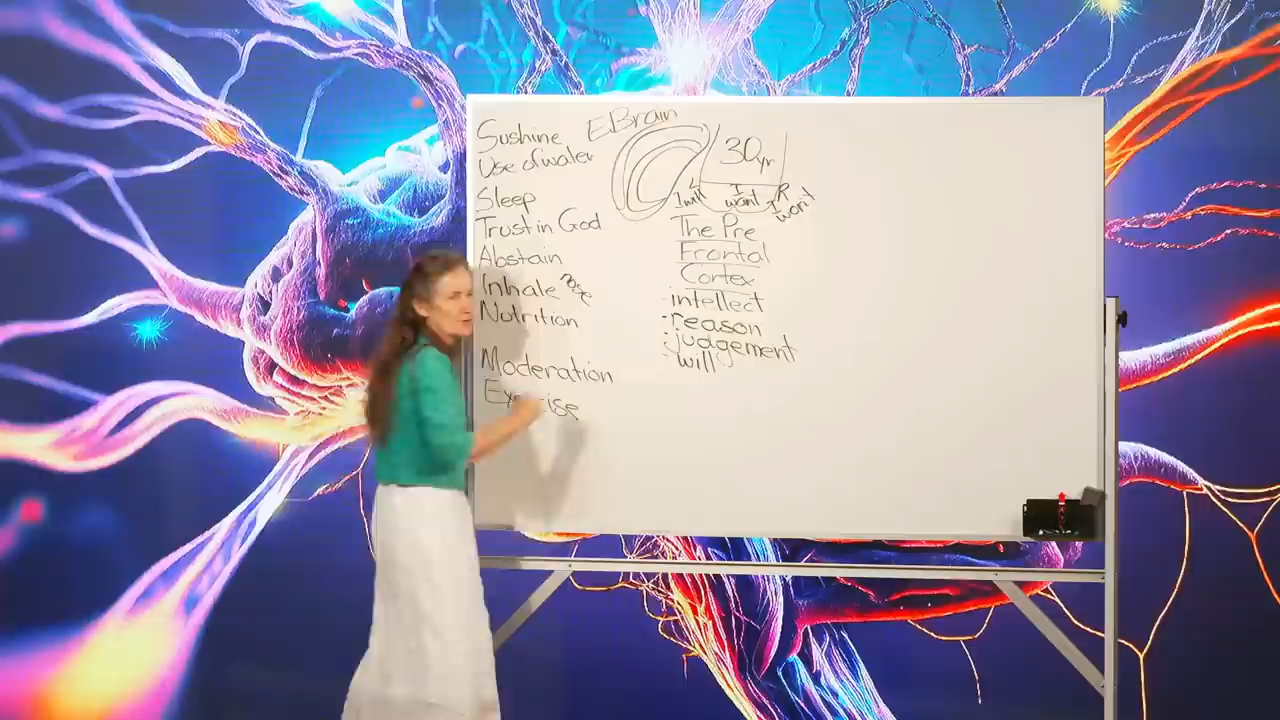 Sushine
Use of water
Sleep
Trust in God
Abstain
Inhale nose
Nutrition
Moderation
Exercise
EBrain
30yr
I will
I want
I won't
The Pre
Frontal
Cortex
-intellect
-reason
-judgement
-will